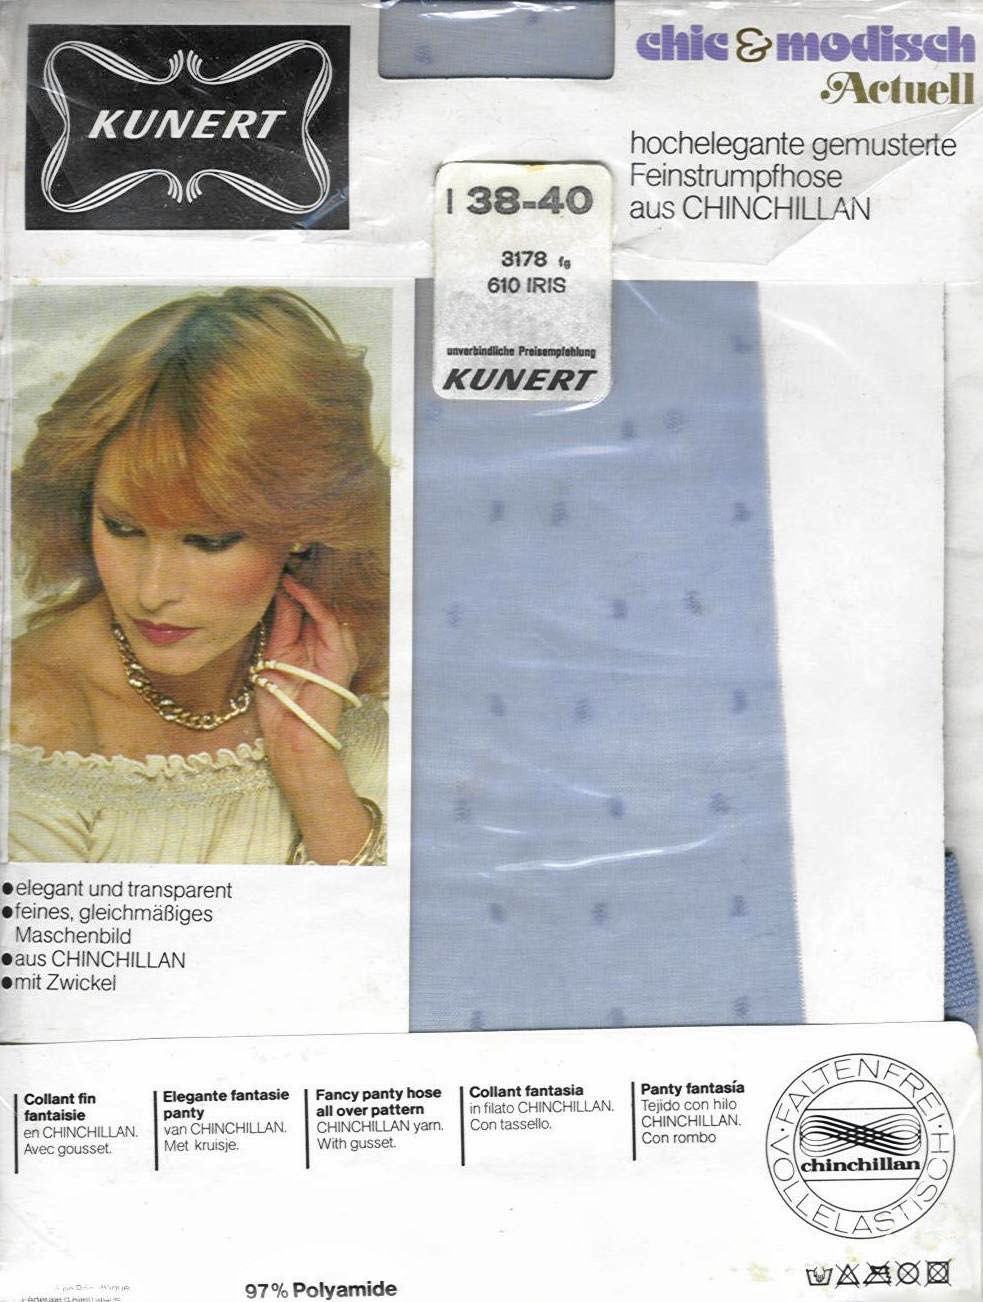 KUNERT
chic & modisch
Actuell
hochelegante gemusterte
Feinstrumpfhose
aus CHINCHILLAN
I 38-40
3178 fg
610 IRIS
unverbindliche Preisempfehlung
KUNERT
●elegant und transparent
●feines, gleichmäßiges
Maschenbild
●aus CHINCHILLAN
●mit Zwickel
Collant fin
fantaisie
en CHINCHILLAN.
Avec gousset.
Elegante fantasie
panty
van CHINCHILLAN.
Met kruisje.
Fancy panty hose
all over pattern
CHINCHILLAN yarn.
With gusset.
Collant fantasia
in filato CHINCHILLAN.
Con tassello.
Panty fantasía
Tejido con hilo
CHINCHILLAN.
Con rombo
· FALTENFREI ·
chinchillan
VOLLELASTISCH
97% Polyamide